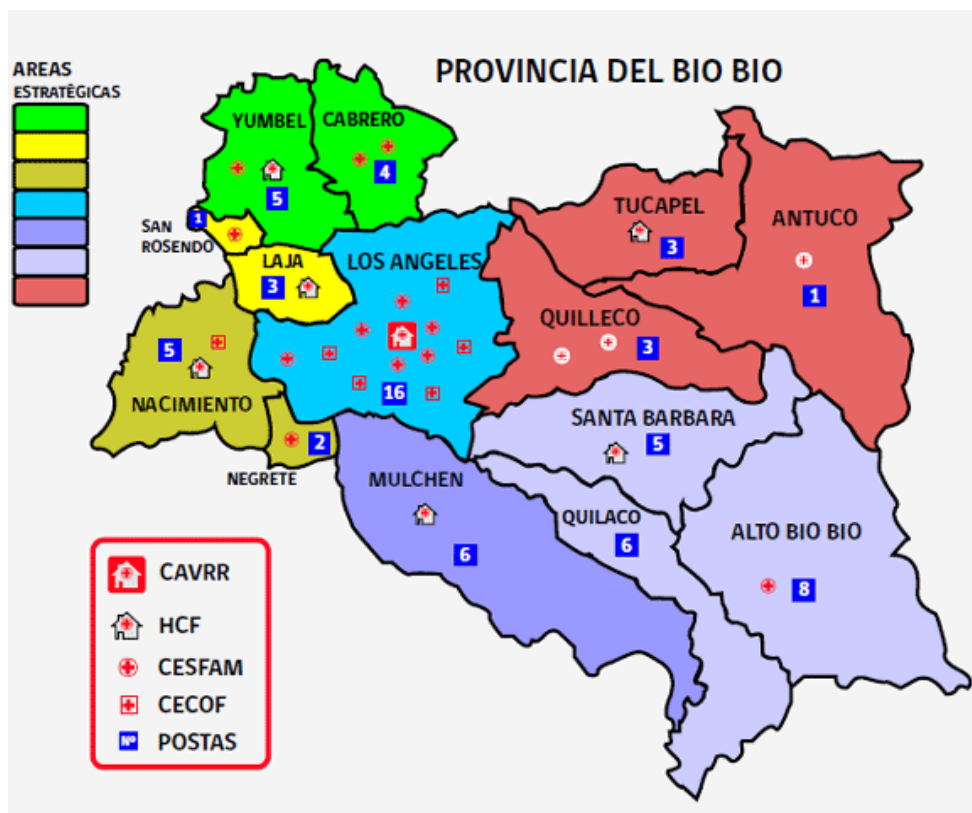 PROVINCIA DEL BIO BIO
AREAS
ESTRATÊGICAS
YUMBEL
CABRERO
4
5
1
SAN
ROSENDO
LAJA
3
LOS ANGELES
16
TUCAPEL
3
ANTUCO
1
QUILLECO
3
5
NACIMIENTO
2
NEGRETE
SANTA BARBARA
5
MULCHEN
6
QUILACO
6
ALTO BIO BIO
8
CAVRR
HCF
CESFAM
CECOF
Nº POSTAS